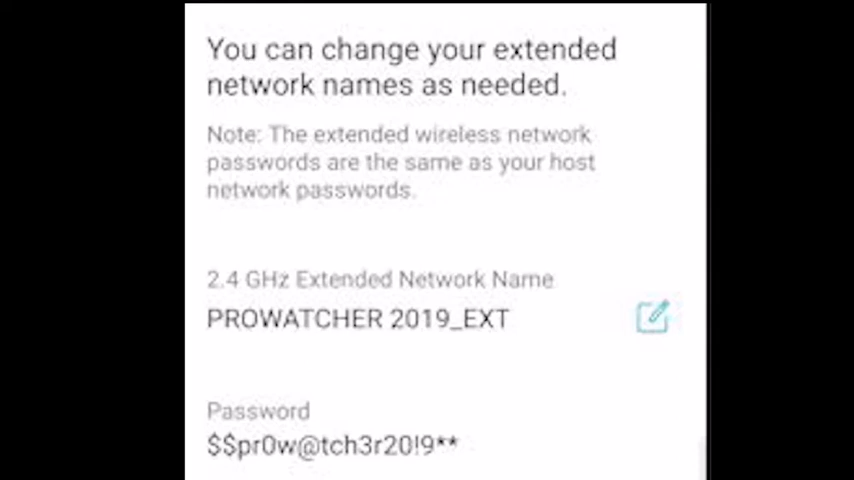 You can change your extended
network names as needed.
Note: The extended wireless network
passwords are the same as your host
network passwords.
2.4 GHz Extended Network Name
PROWATCHER 2019_EXT
Password
$$pr0w@tch3r20!9**